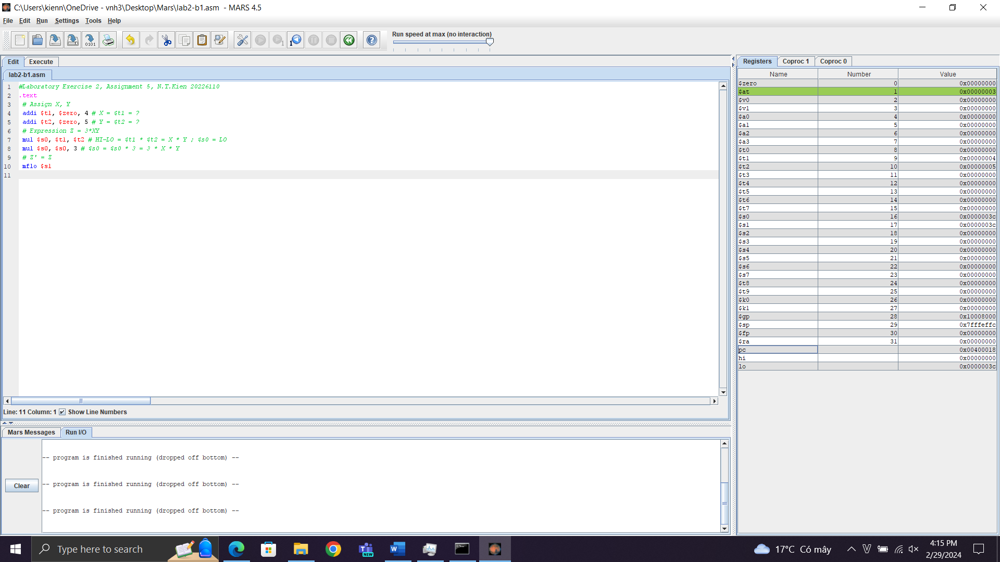 C:\Users\kienn\OneDrive - vnh3\Desktop\Mars\lab2-b1.asm - MARS 4.5
File Edit Run Settings Tools Help
Run speed at max (no interaction)
Edit Execute
lab2-b1.asm
1 #Laboratory Exercise 2, Assignment 5, N.T.Kien 20226110
2 .text
3 # Assign X, Y
4 addi $t1, $zero, 4 # X = $t1 = ?
5 addi $t2, $zero, 5 # Y = $t2 = ?
6 # Expression Z = 3*XY
7 mul $s0, $t1, $t2 # HI-LO = $t1 * $t2 = X * Y ; $s0 = LO
8 mul $s0, $s0, 3 # $s0 = $s0 * 3 = 3 * X * Y
9 # Z' = Z
10 mflo $s1
11
Line: 11 Column: 1 Show Line Numbers
Mars Messages Run I/O
Clear
-- program is finished running (dropped off bottom) --
-- program is finished running (dropped off bottom) --
-- program is finished running (dropped off bottom) --
Registers Coproc 1 Coproc 0
Name Number Value
$zero 0 0x00000000
$at 1 0x00000003
$v0 2 0x00000000
$v1 3 0x00000000
$a0 4 0x00000000
$a1 5 0x00000000
$a2 6 0x00000000
$a3 7 0x00000000
$t0 8 0x00000000
$t1 9 0x00000004
$t2 10 0x00000005
$t3 11 0x00000000
$t4 12 0x00000000
$t5 13 0x00000000
$t6 14 0x00000000
$t7 15 0x00000000
$s0 16 0x0000003c
$s1 17 0x0000003c
$s2 18 0x00000000
$s3 19 0x00000000
$s4 20 0x00000000
$s5 21 0x00000000
$s6 22 0x00000000
$s7 23 0x00000000
$t8 24 0x00000000
$t9 25 0x00000000
$k0 26 0x00000000
$k1 27 0x00000000
$gp 28 0x10008000
$sp 29 0x7fffeffc
$fp 30 0x00000000
$ra 31 0x00000000
pc 0x00400018
hi 0x00000000
lo 0x0000003c
Type here to search
NEW
17°C Có mây
4:15 PM
2/29/2024